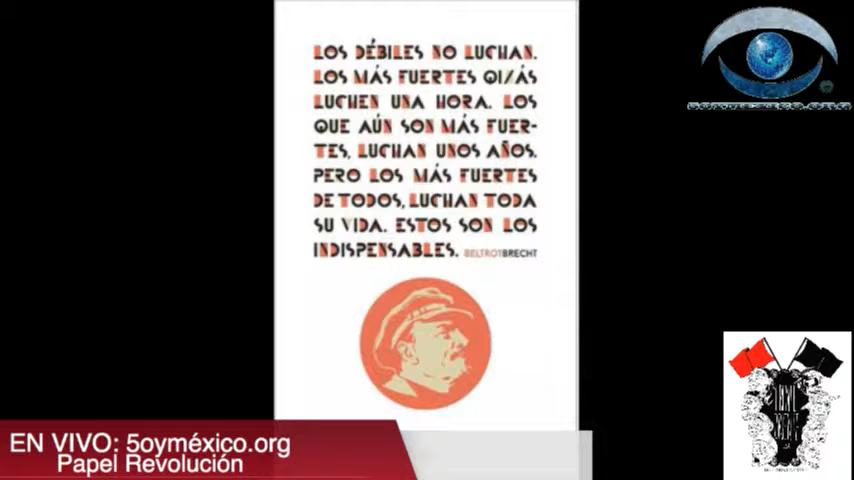 LOS DÉBILES NO LUCHAN.
LOS MÁS FUERTES QIZÁS
LUCHEN UNA HORA. LOS
QUE AÚN SON MÁS FUER-
TES, LUCHAN UNOS AÑOS.
PERO LOS MÁS FUERTES
DE TODOS, LUCHAN TODA
SU VIDA. ESTOS SON LOS
INDISPENSABLES. BELTROTBRECHT
EN VIVO: 5oyméxico.org
Papel Revolución